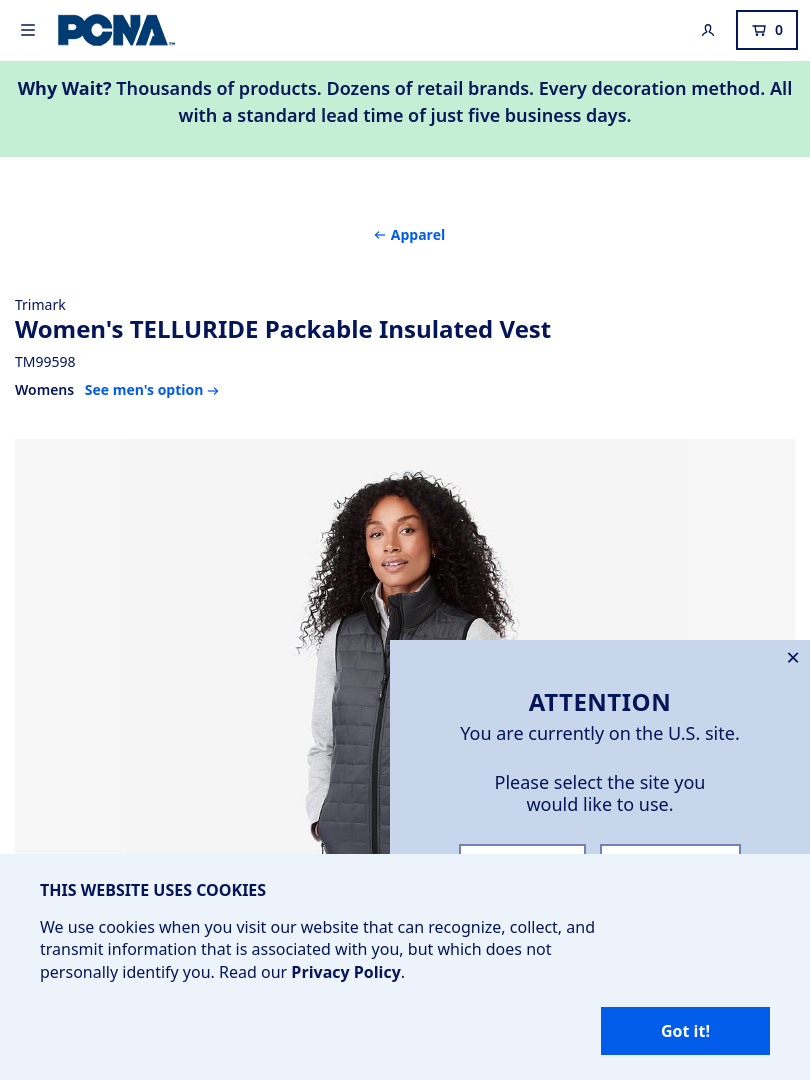 PCNA
0
Why Wait? Thousands of products. Dozens of retail brands. Every decoration method. All
with a standard lead time of just five business days.
← Apparel
Trimark
Women's TELLURIDE Packable Insulated Vest
TM99598
Womens See men's option →
ATTENTION
You are currently on the U.S. site.
Please select the site you
would like to use.
THIS WEBSITE USES COOKIES
We use cookies when you visit our website that can recognize, collect, and
transmit information that is associated with you, but which does not
personally identify you. Read our Privacy Policy.
Got it!